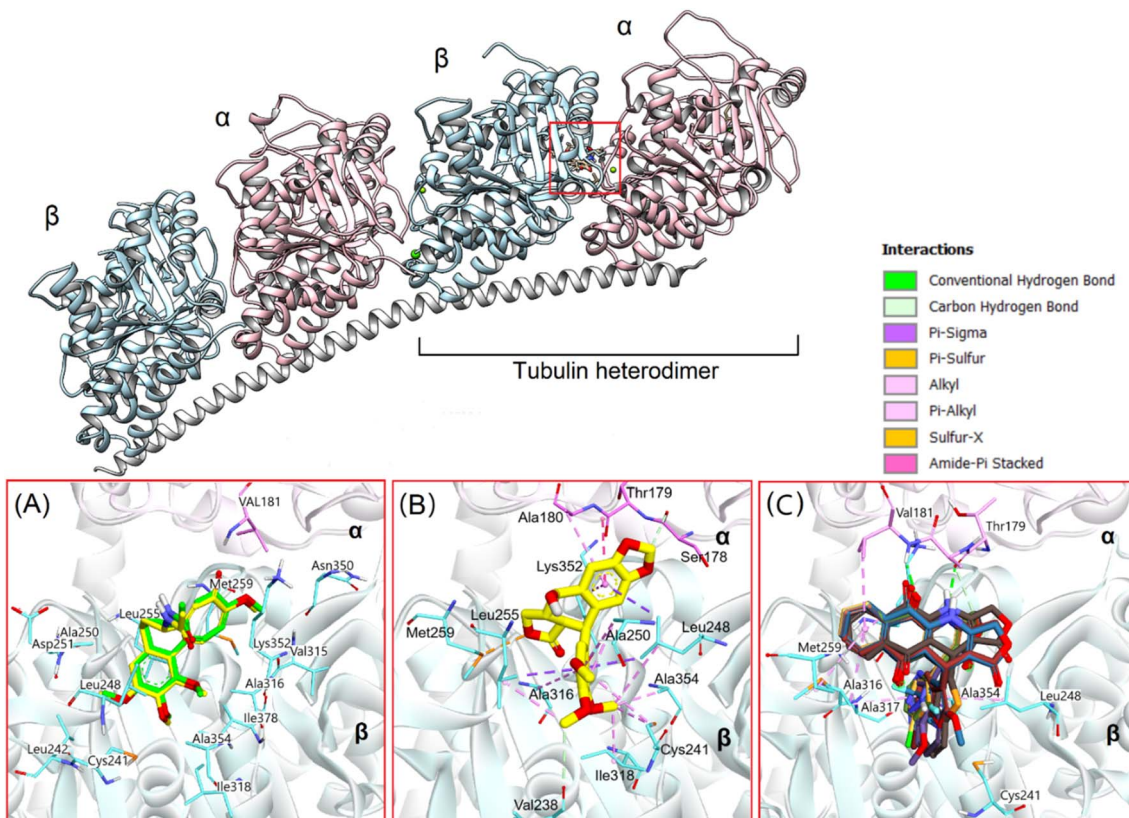 α
β
α
β
Tubulin heterodimer
Interactions
Conventional Hydrogen Bond
Carbon Hydrogen Bond
Pi-Sigma
Pi-Sulfur
Alkyl
Pi-Alkyl
Sulfur-X
Amide-Pi Stacked
(A)
VAL181
α
Met259
Asn350
Leu255
Ala250
Asp251
Lys352
Val315
Leu248
Ala316
Ile378
Ala354
β
Leu242
Cys241
Ile318
(B)
Thr179
Ala180
α
Ser178
Lys352
Leu255
Met259
Ala250
Leu248
Ala316
Ala354
Cys241
β
Ile318
Val238
(C)
Val181
Thr179
α
Met259
Ala316
Ala317
Ala354
Leu248
β
Cys241